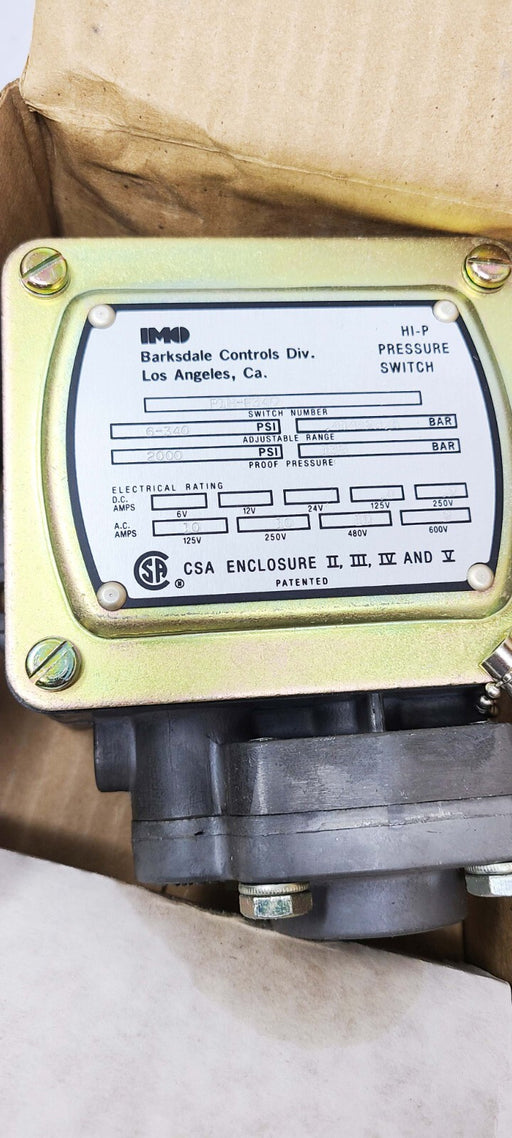 IMO
Barksdale Controls Div.
Los Angeles, Ca.
HI-P
PRESSURE
SWITCH
SWITCH NUMBER
6-340 PSI BAR
ADJUSTABLE RANGE
2000 PSI BAR
PROOF PRESSURE
ELECTRICAL RATING
D.C.
AMPS
6V 12V 24V 125V 250V
A.C.
AMPS
10 10
125V 250V 480V 600V
CSA ® CSA ENCLOSURE II, III, IV AND V
PATENTED